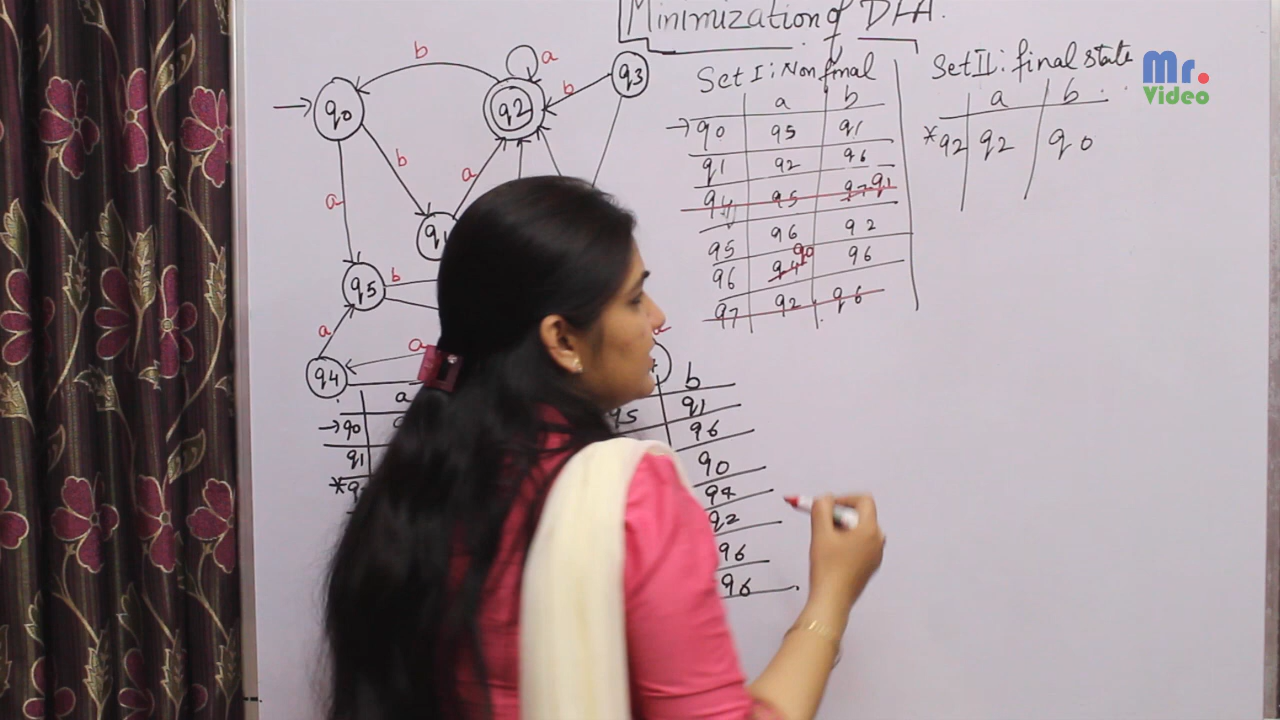 Minimization of DFA.
Set I : Non final
a b
→q0 q5 q1
q1 q2 q6
q4 q5 q7 q1
q5 q6 q2
q6 q4 q0 q6
q7 q2 q6
Set II : final state
a b
*q2 q2 q0
Mr.
Video
b
a
q3
q0
q2
b
b
a
a
q1
q5
b
a
a
a
q4
a
b
→q0
q5
q1
q1
q6
*q
q0
q2
q6
q6